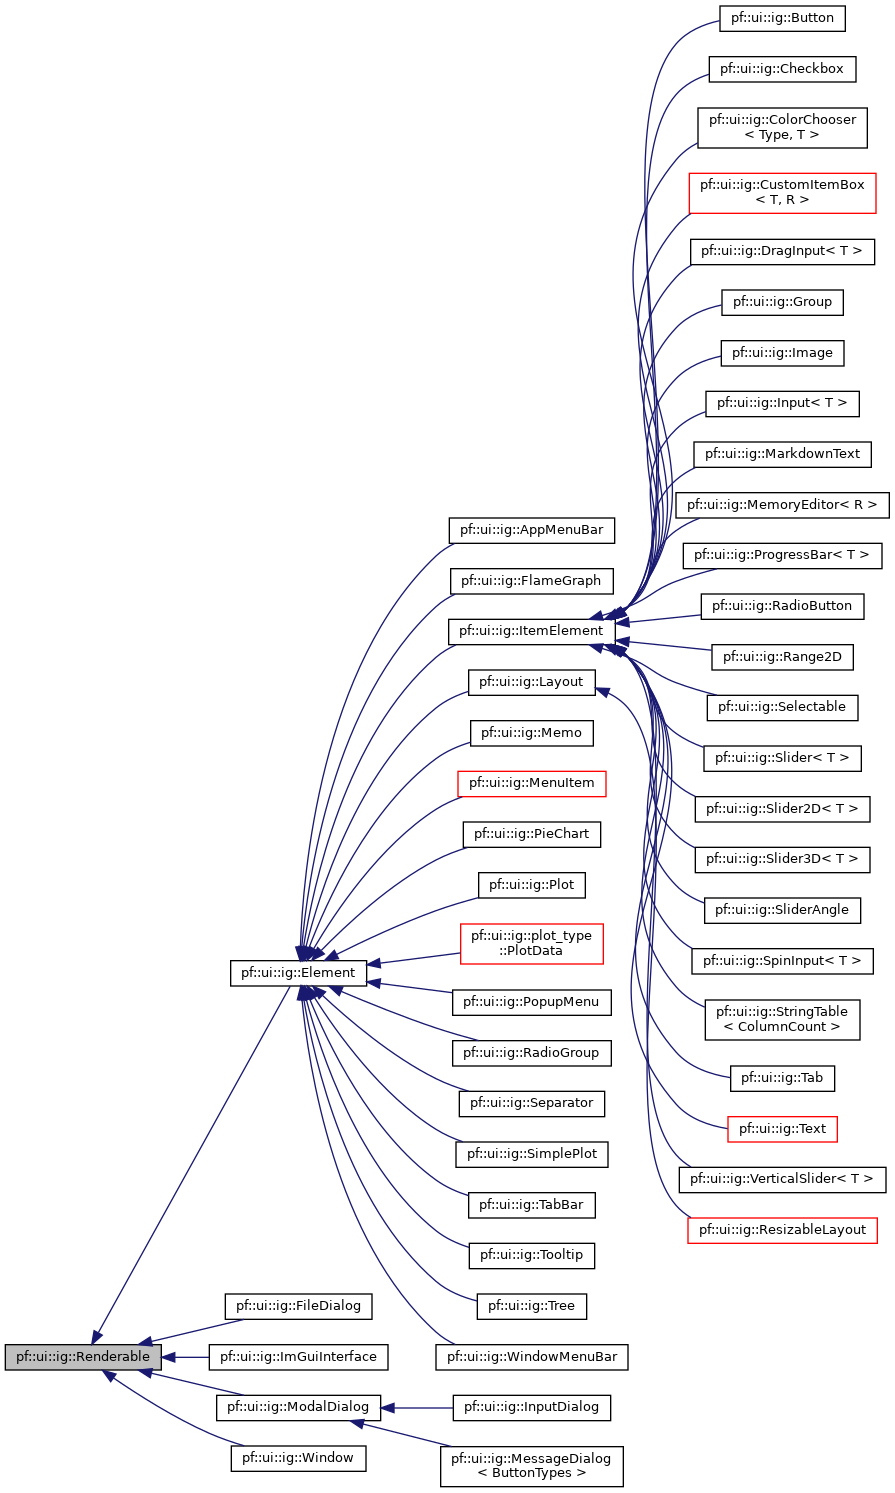 pf::ui::ig::Button
pf::ui::ig::Checkbox
pf::ui::ig::ColorChooser
< Type, T >
pf::ui::ig::CustomItemBox
< T, R >
pf::ui::ig::DragInput< T >
pf::ui::ig::Group
pf::ui::ig::Image
pf::ui::ig::Input< T >
pf::ui::ig::MarkdownText
pf::ui::ig::MemoryEditor< R >
pf::ui::ig::AppMenuBar
pf::ui::ig::ProgressBar< T >
pf::ui::ig::FlameGraph
pf::ui::ig::RadioButton
pf::ui::ig::ItemElement
pf::ui::ig::Range2D
pf::ui::ig::Layout
pf::ui::ig::Selectable
pf::ui::ig::Memo
pf::ui::ig::Slider< T >
pf::ui::ig::MenuItem
pf::ui::ig::Slider2D< T >
pf::ui::ig::PieChart
pf::ui::ig::Slider3D< T >
pf::ui::ig::Plot
pf::ui::ig::SliderAngle
pf::ui::ig::plot_type
::PlotData
pf::ui::ig::SpinInput< T >
pf::ui::ig::Element
pf::ui::ig::PopupMenu
pf::ui::ig::StringTable
< ColumnCount >
pf::ui::ig::RadioGroup
pf::ui::ig::Tab
pf::ui::ig::Separator
pf::ui::ig::Text
pf::ui::ig::SimplePlot
pf::ui::ig::VerticalSlider< T >
pf::ui::ig::TabBar
pf::ui::ig::ResizableLayout
pf::ui::ig::Tooltip
pf::ui::ig::FileDialog
pf::ui::ig::Tree
pf::ui::ig::Renderable
pf::ui::ig::ImGuiInterface
pf::ui::ig::WindowMenuBar
pf::ui::ig::ModalDialog
pf::ui::ig::InputDialog
pf::ui::ig::Window
pf::ui::ig::MessageDialog
< ButtonTypes >